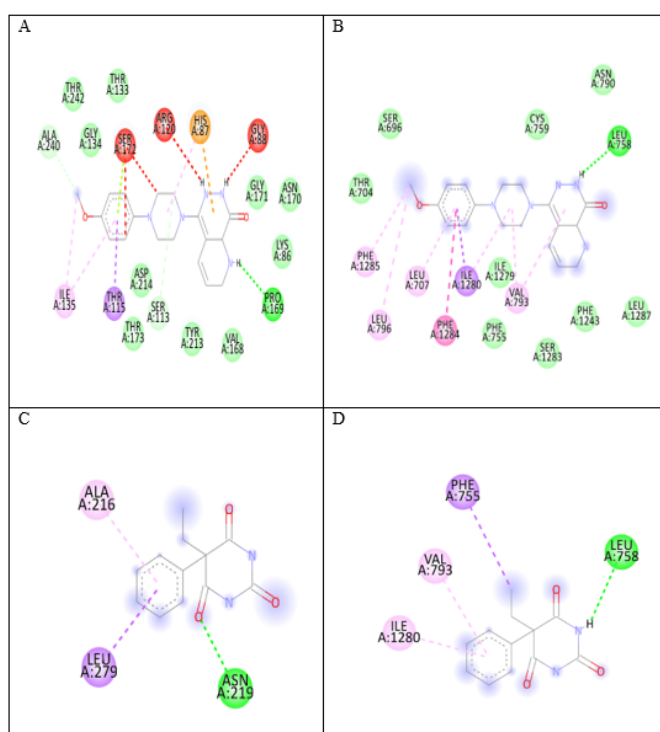 A
THR
A:242
THR
A:133
ALA
A:240
GLY
A:134
SER
A:172
ARG
A:120
HIS
A:87
GLY
A:88
GLY
A:171
ASN
A:170
LYS
A:86
ASP
A:214
ILE
A:135
THR
A:115
SER
A:113
PRO
A:169
THR
A:173
TYR
A:213
VAL
A:168
O
N
N
N
NH
H
H
O
N
H
B
ASN
A:790
SER
A:696
CYS
A:759
LEU
A:758
THR
A:704
PHE
A:1285
LEU
A:707
ILE
A:1280
ILE
A:1279
VAL
A:793
LEU
A:796
PHE
A:1284
PHE
A:755
SER
A:1283
PHE
A:1243
LEU
A:1287
O
N
N
N
NH
H
O
N
C
ALA
A:216
LEU
A:279
ASN
A:219
O
N
O
N
O
D
PHE
A:755
VAL
A:793
LEU
A:758
ILE
A:1280
O
N
H
O
N
O